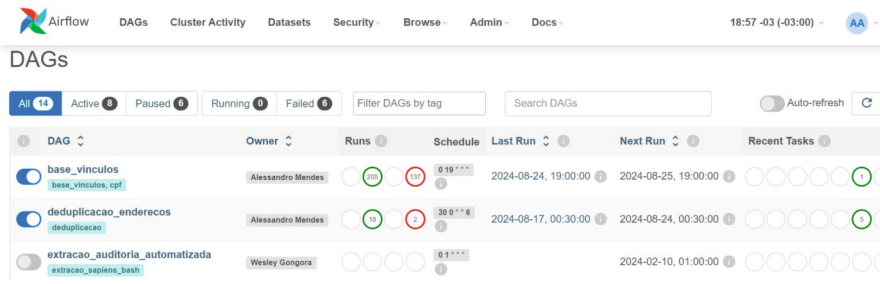 Airflow DAGs Cluster Activity Datasets Security Browse Admin Docs 18:57 -03 (-03:00) AA
DAGs
All 14 Active 8 Paused 6 Running 0 Failed 6 Filter DAGs by tag Search DAGs Auto-refresh
i DAG Owner Runs i Schedule Last Run i Next Run i Recent Tasks i
base_vinculos Alessandro Mendes 205 137 0 19 * * * i 2024-08-24, 19:00:00 i 2024-08-25, 19:00:00 i 1
base_vinculos, cpf
deduplicacao_enderecos Alessandro Mendes 18 2 30 0 * * 6 i 2024-08-17, 00:30:00 i 2024-08-24, 00:30:00 i 5
deduplicacao
extracao_auditoria_automatizada Wesley Gongora 0 1 * * * i 2024-02-10, 01:00:00 i
extracao_sapiens_bash